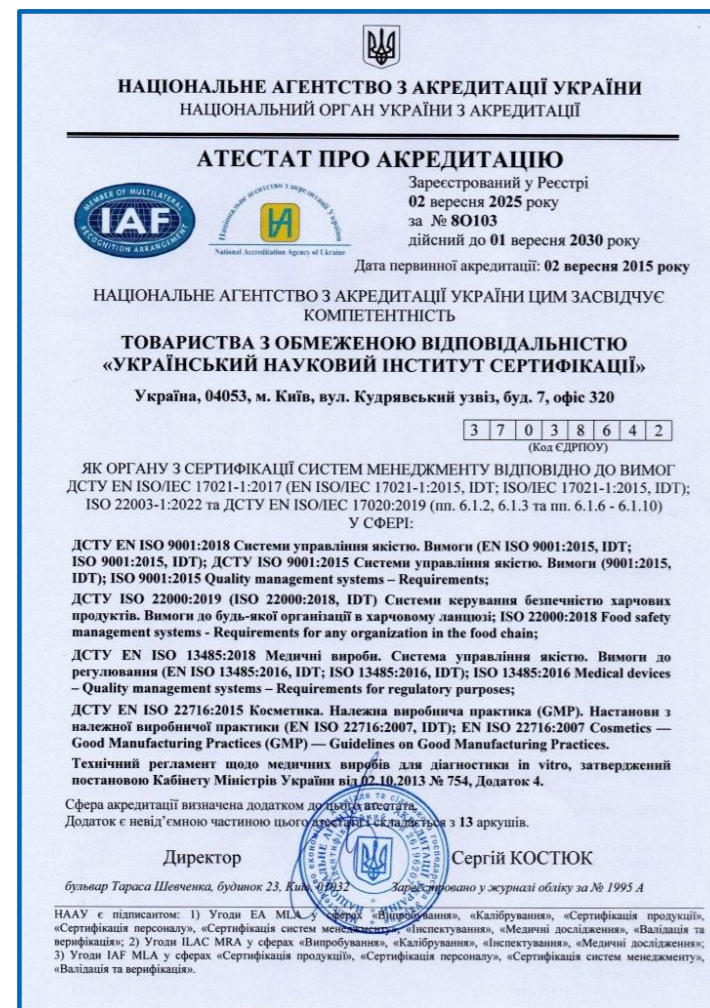 НАЦІОНАЛЬНЕ АГЕНТСТВО З АКРЕДИТАЦІЇ УКРАЇНИ
НАЦІОНАЛЬНИЙ ОРГАН УКРАЇНИ З АКРЕДИТАЦІЇ
АТЕСТАТ ПРО АКРЕДИТАЦІЮ
MEMBER OF MULTILATERAL
IAF
RECOGNITION ARRANGEMENT
Національне агентство з акредитації України
National Accreditation Agency of Ukraine
Зареєстрований у Реєстрі
02 вересня 2025 року
за № 8О103
дійсний до 01 вересня 2030 року
Дата первинної акредитації: 02 вересня 2015 року
НАЦІОНАЛЬНЕ АГЕНТСТВО З АКРЕДИТАЦІЇ УКРАЇНИ ЦИМ ЗАСВІДЧУЄ
КОМПЕТЕНТНІСТЬ
ТОВАРИСТВА З ОБМЕЖЕНОЮ ВІДПОВІДАЛЬНІСТЮ
«УКРАЇНСЬКИЙ НАУКОВИЙ ІНСТИТУТ СЕРТИФІКАЦІЇ»
Україна, 04053, м. Київ, вул. Кудрявський узвіз, буд. 7, офіс 320
3 7 0 3 8 6 4 2
(Код ЄДРПОУ)
ЯК ОРГАНУ З СЕРТИФІКАЦІЇ СИСТЕМ МЕНЕДЖМЕНТУ ВІДПОВІДНО ДО ВИМОГ
ДСТУ EN ISO/IEC 17021-1:2017 (EN ISO/IEC 17021-1:2015, IDT; ISO/IEC 17021-1:2015, IDT);
ISO 22003-1:2022 та ДСТУ EN ISO/IEC 17020:2019 (пп. 6.1.2, 6.1.3 та пп. 6.1.6 - 6.1.10)
У СФЕРІ:
ДСТУ EN ISO 9001:2018 Системи управління якістю. Вимоги (EN ISO 9001:2015, IDT;
ISO 9001:2015, IDT); ДСТУ ISO 9001:2015 Системи управління якістю. Вимоги (9001:2015,
IDT); ISO 9001:2015 Quality management systems – Requirements;
ДСТУ ISO 22000:2019 (ISO 22000:2018, IDT) Системи керування безпечністю харчових
продуктів. Вимоги до будь-якої організації в харчовому ланцюзі; ISO 22000:2018 Food safety
management systems - Requirements for any organization in the food chain;
ДСТУ EN ISO 13485:2018 Медичні вироби. Система управління якістю. Вимоги до
регулювання (EN ISO 13485:2016, IDT; ISO 13485:2016, IDT); ISO 13485:2016 Medical devices
– Quality management systems – Requirements for regulatory purposes;
ДСТУ EN ISO 22716:2015 Косметика. Належна виробнича практика (GMP). Настанови з
належної виробничої практики (EN ISO 22716:2007, IDT); EN ISO 22716:2007 Cosmetics —
Good Manufacturing Practices (GMP) — Guidelines on Good Manufacturing Practices.
Технічний регламент щодо медичних виробів для діагностики in vitro, затверджений
постановою Кабінету Міністрів України від 02.10.2013 № 754, Додаток 4.
Сфера акредитації визначена додатком до цього атестата.
Додаток є невід’ємною частиною цього атестата і складається з 13 аркушів.
Директор
Сергій КОСТЮК
бульвар Тараса Шевченка, будинок 23, Київ, 01032
Зареєстровано у журналі обліку за № 1995 А
НААУ є підписантом: 1) Угоди EA MLA у сферах «Випробування», «Калібрування», «Сертифікація продукції»,
«Сертифікація персоналу», «Сертифікація систем менеджменту», «Інспектування», «Медичні дослідження», «Валідація та
верифікація»; 2) Угоди ILAC MRA у сферах «Випробування», «Калібрування», «Інспектування», «Медичні дослідження»;
3) Угоди IAF MLA у сферах «Сертифікація продукції», «Сертифікація персоналу», «Сертифікація систем менеджменту»,
«Валідація та верифікація».